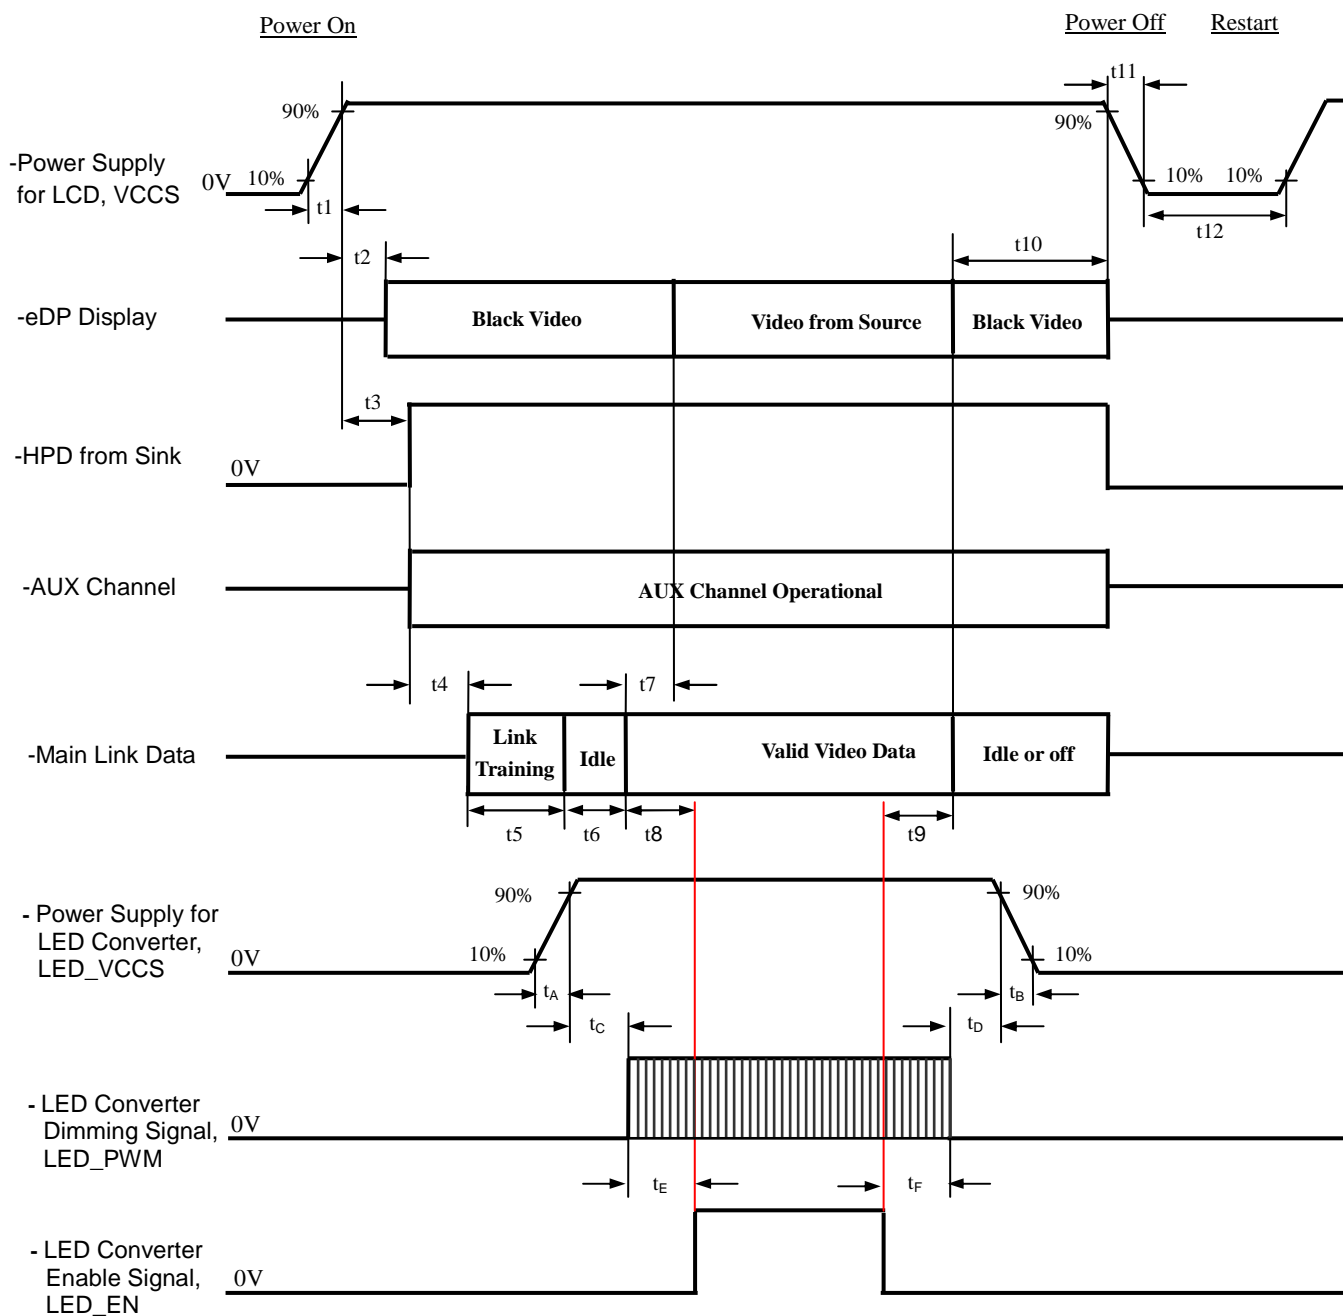 Power On
Power Off
Restart
t11
90%
90%
-Power Supply
for LCD, VCCS
0V
10%
10%
10%
t1
t12
t2
t10
-eDP Display
Black Video
Video from Source
Black Video
t3
-HPD from Sink
0V
-AUX Channel
AUX Channel Operational
t4
t7
-Main Link Data
Link
Training
Idle
Valid Video Data
Idle or off
t5
t6
t8
t9
90%
90%
- Power Supply for
LED Converter,
LED_VCCS
0V
10%
10%
tA
tB
tC
tD
- LED Converter
Dimming Signal,
LED_PWM
0V
tE
tF
- LED Converter
Enable Signal,
LED_EN
0V